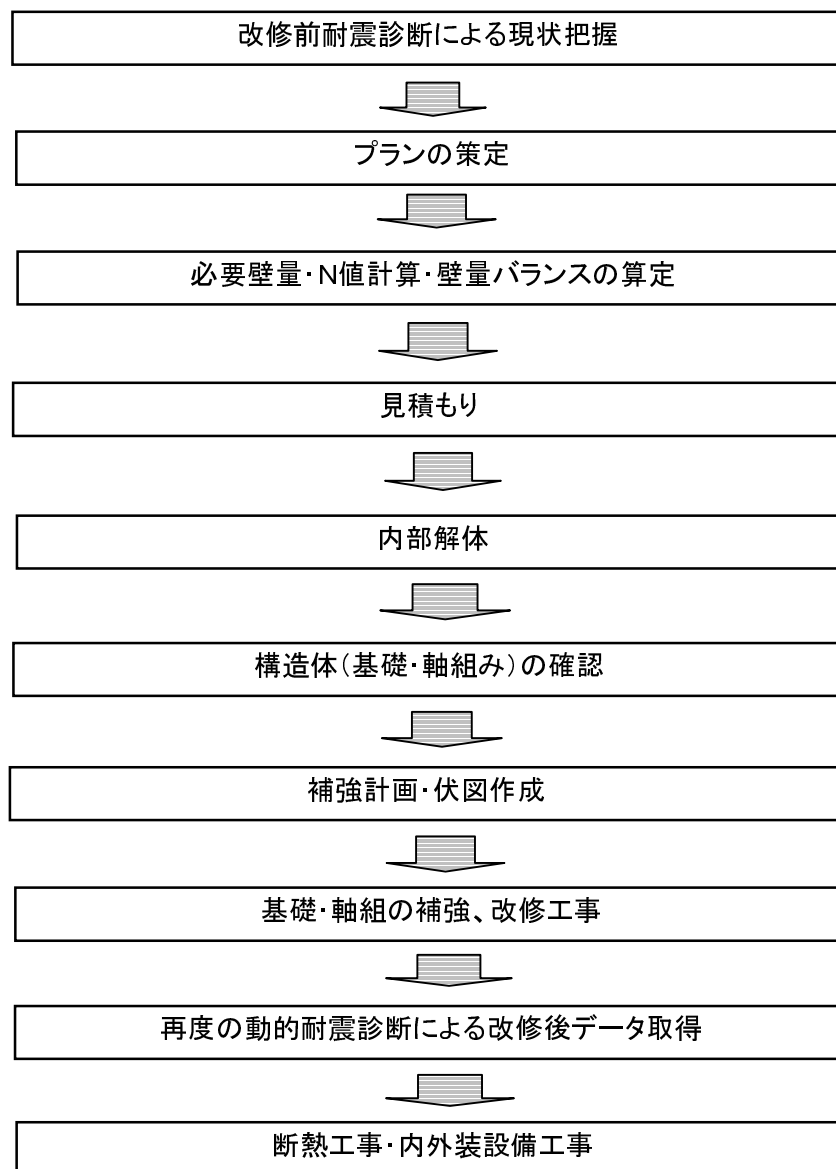 改修前耐震診断による現状把握
プランの策定
必要壁量・N値計算・壁量バランスの算定
見積もり
内部解体
構造体(基礎・軸組み)の確認
補強計画・伏図作成
基礎・軸組の補強、改修工事
再度の動的耐震診断による改修後データ取得
断熱工事・内外装設備工事